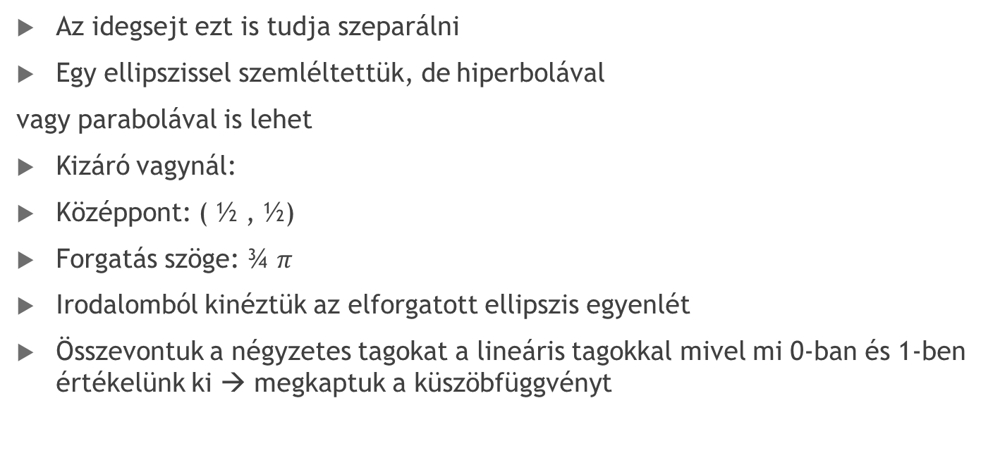 ▶ Az idegsejt ezt is tudja szeparálni
▶ Egy ellipszissel szemléltettük, de hiperbolával
vagy parabolával is lehet
▶ Kizáró vagynál:
▶ Középpont: ( ½ , ½)
▶ Forgatás szöge: ¾ π
▶ Irodalomból kinéztük az elforgatott ellipszis egyenlét
▶ Összevontuk a négyzetes tagokat a lineáris tagokkal mivel mi 0-ban és 1-ben
értékelünk ki → megkaptuk a küszöbfüggvényt